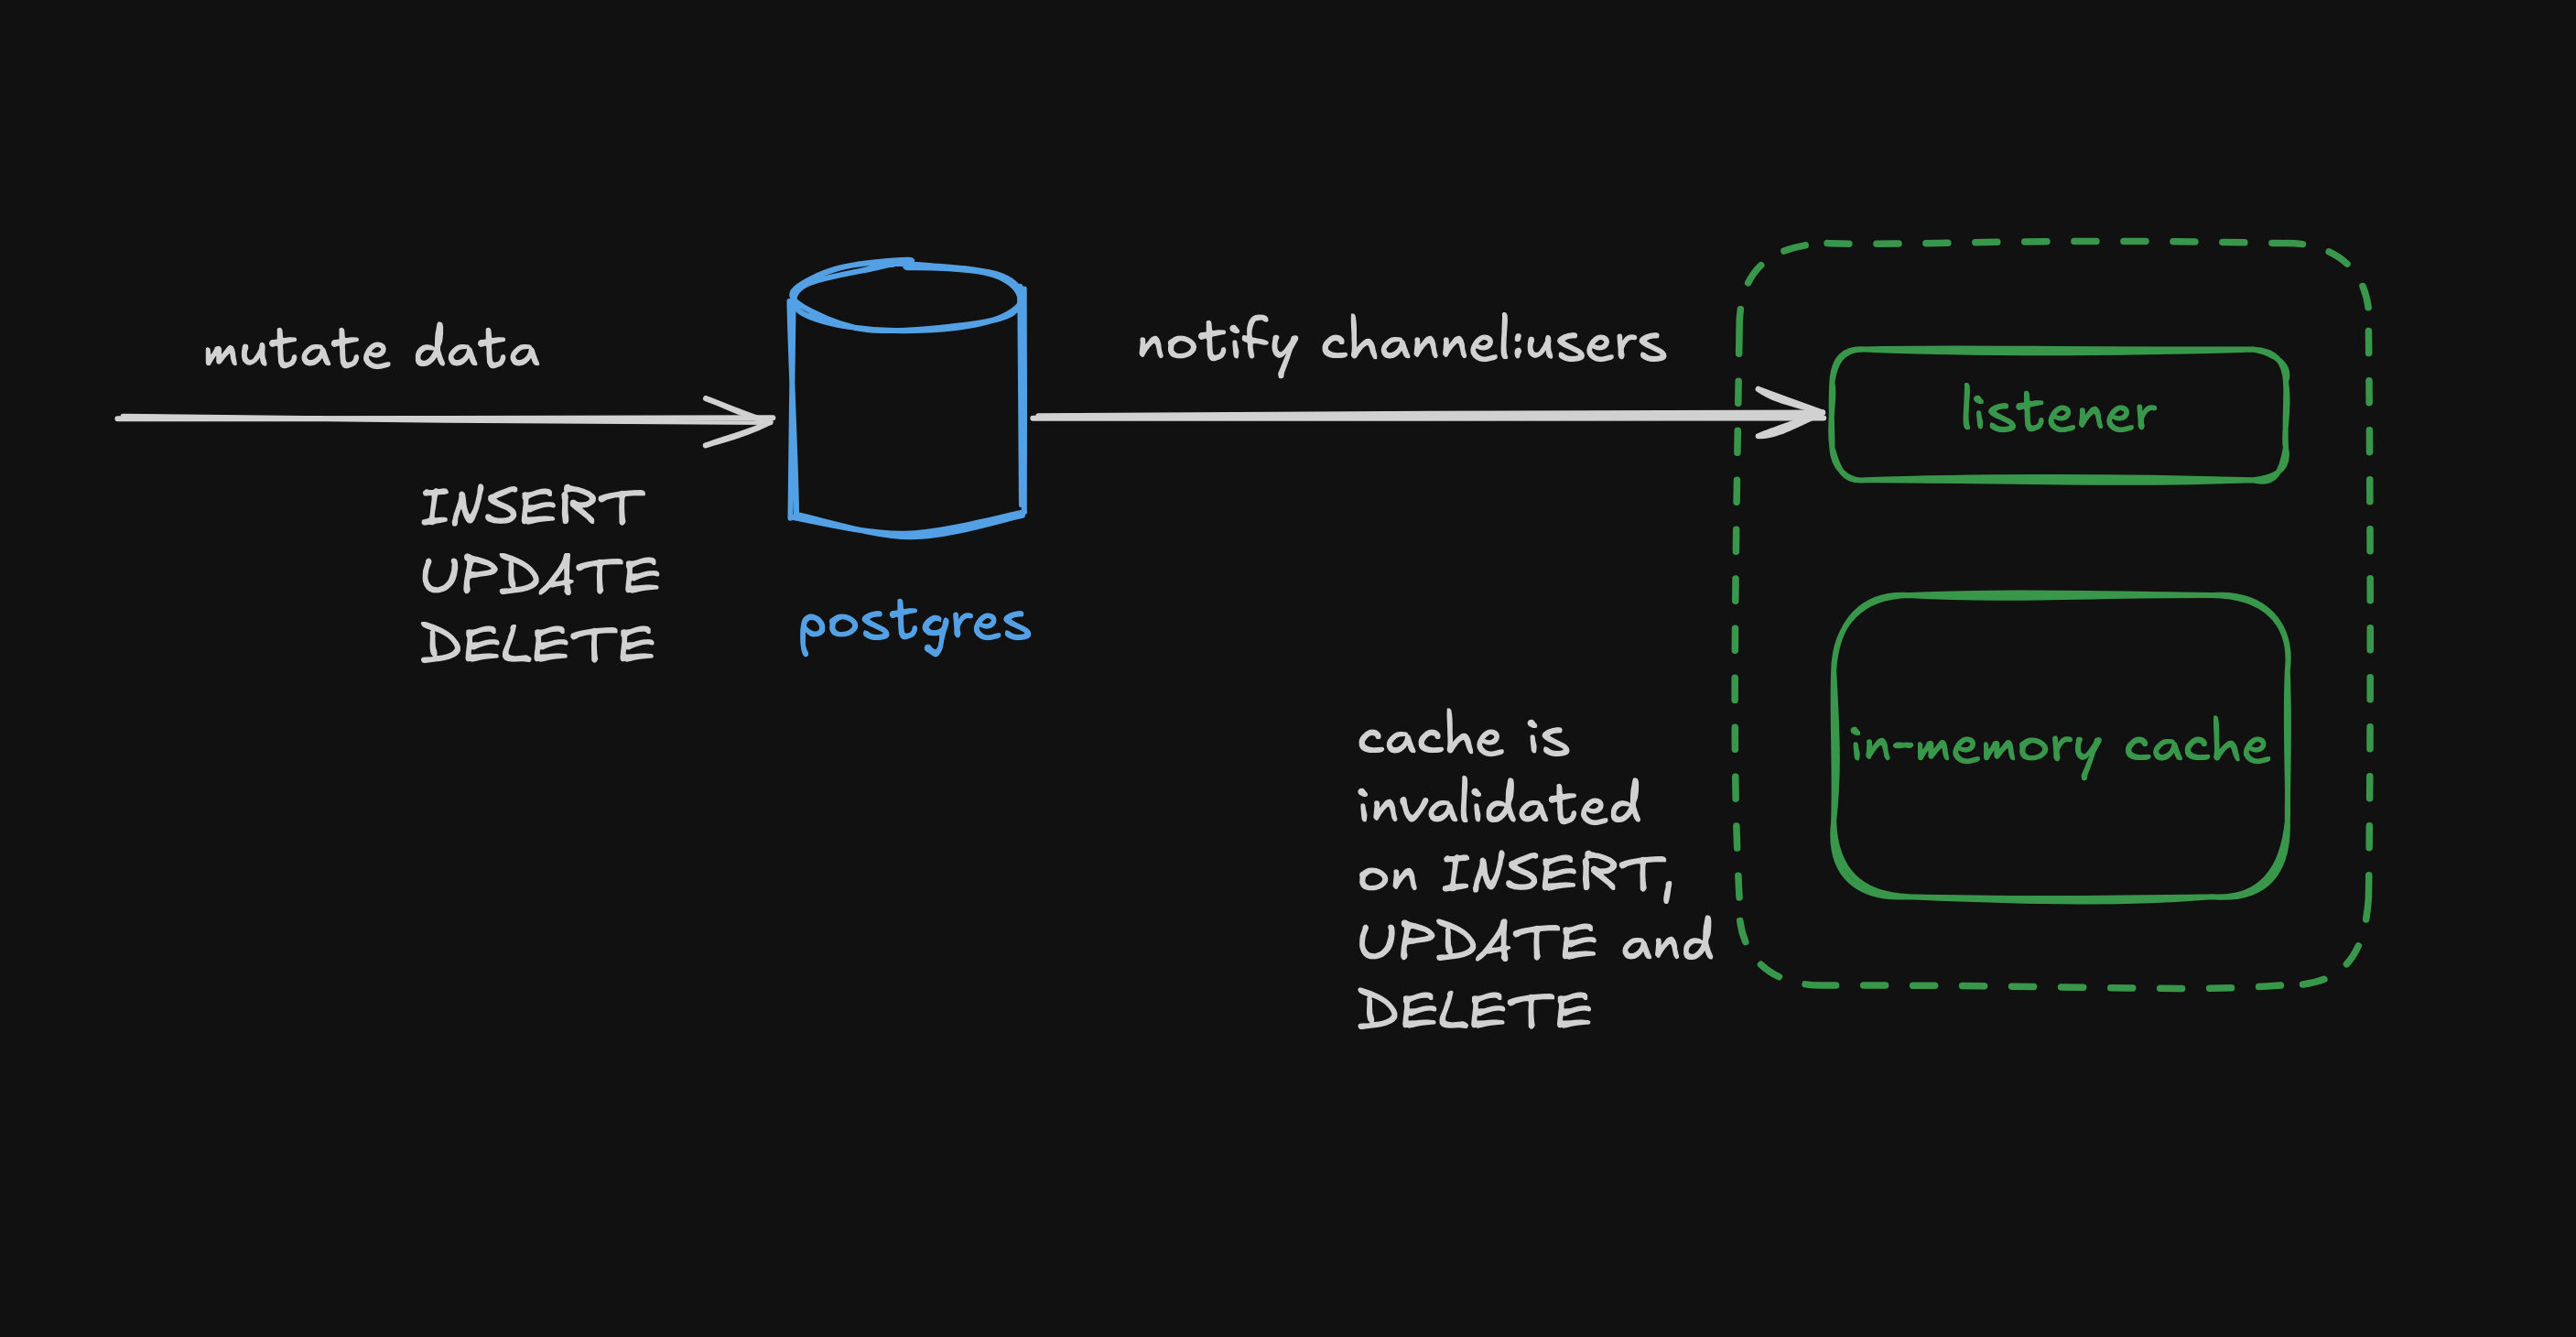 mutate data
INSERT
UPDATE
DELETE
postgres
notify channel:users
listener
in-memory cache
cache is
invalidated
on INSERT,
UPDATE and
DELETE